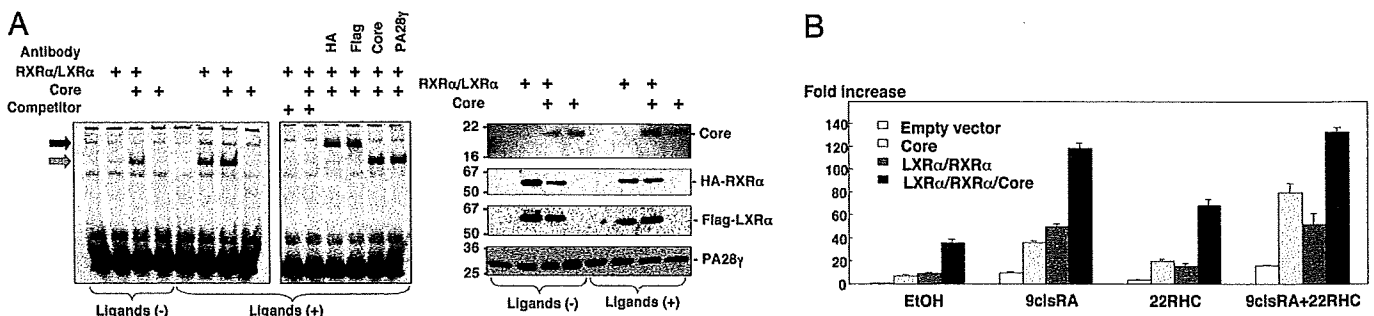 A
Antibody
HA
Flag
Core
PA28γ
RXRα/LXRα + + + + + + + + + +
Core + + + + + + + + +
Competitor + +
Ligands (-)
Ligands (+)
RXRα/LXRα + + + +
Core + + + +
22
16
Core
67
50
HA-RXRα
67
50
Flag-LXRα
36
25
PA28γ
Ligands (-)
Ligands (+)
B
Fold increase
140
120
100
80
60
40
20
0
Empty vector
Core
LXRα/RXRα
LXRα/RXRα/Core
EtOH
9cisRA
22RHC
9cisRA+22RHC